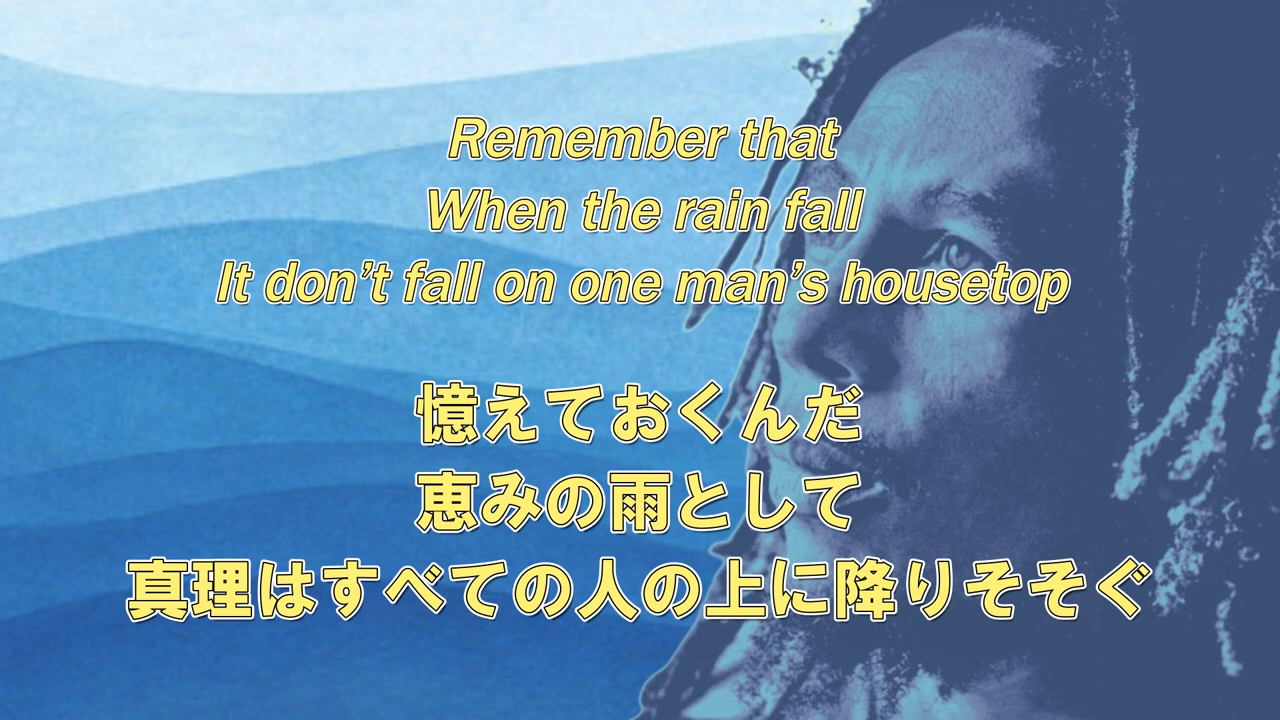 Remember that
When the rain fall
It don’t fall on one man’s housetop
憶えておくんだ
恵みの雨として
真理はすべての人の上に降りそそぐ